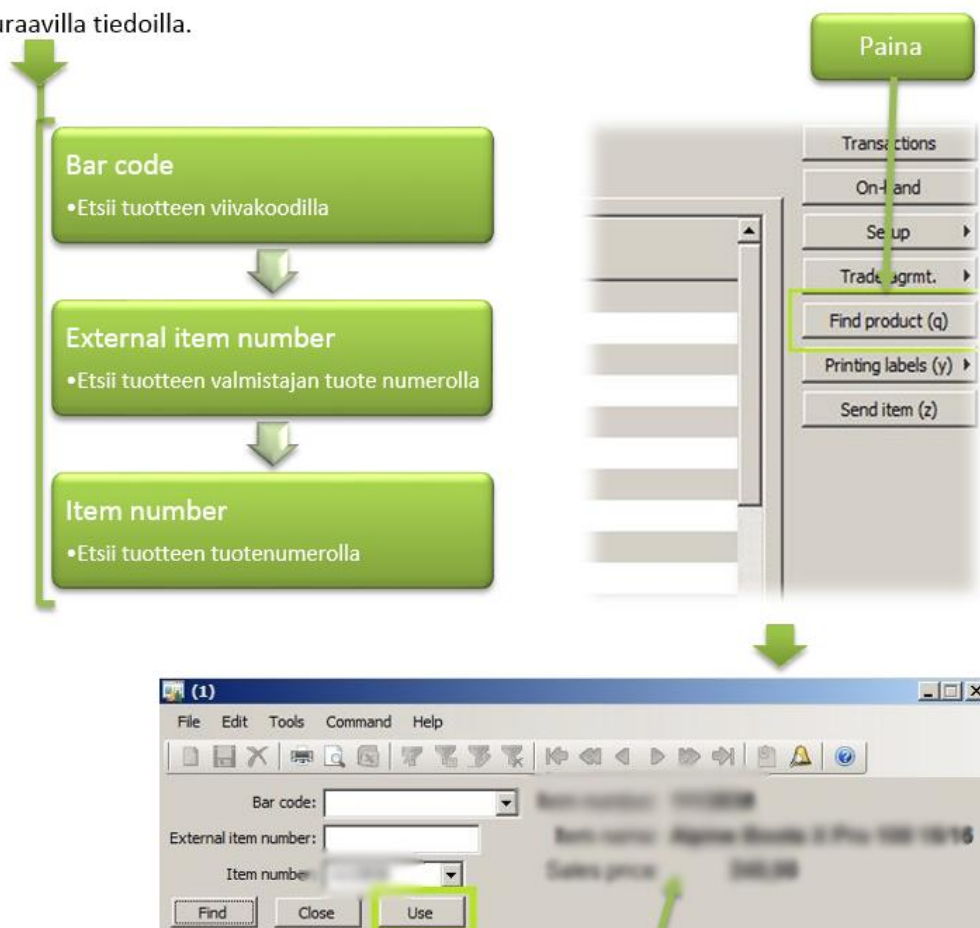 uraavilla tiedoilla.
Paina
Bar code
•Etsii tuotteen viivakoodilla
External item number
•Etsii tuotteen valmistajan tuote numerolla
Item number
•Etsii tuotteen tuotenumerolla
Transactions
On-hand
Setup
Trade agrmt.
Find product (q)
Printing labels (y)
Send item (z)
(1)
File Edit Tools Command Help
Bar code:
External item number:
Item number:
Find Close Use